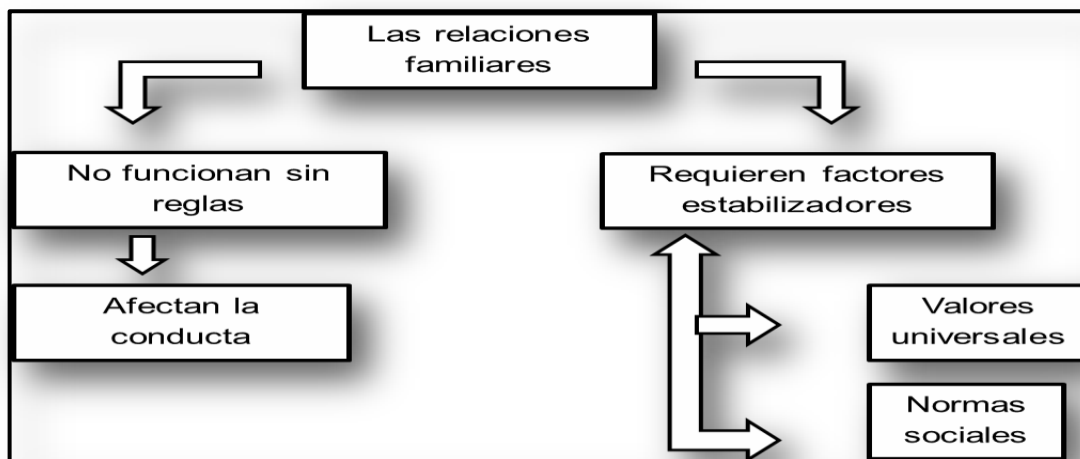 Las relaciones
familiares
No funcionan sin
reglas
Requieren factores
estabilizadores
Afectan la
conducta
Valores
universales
Normas
sociales